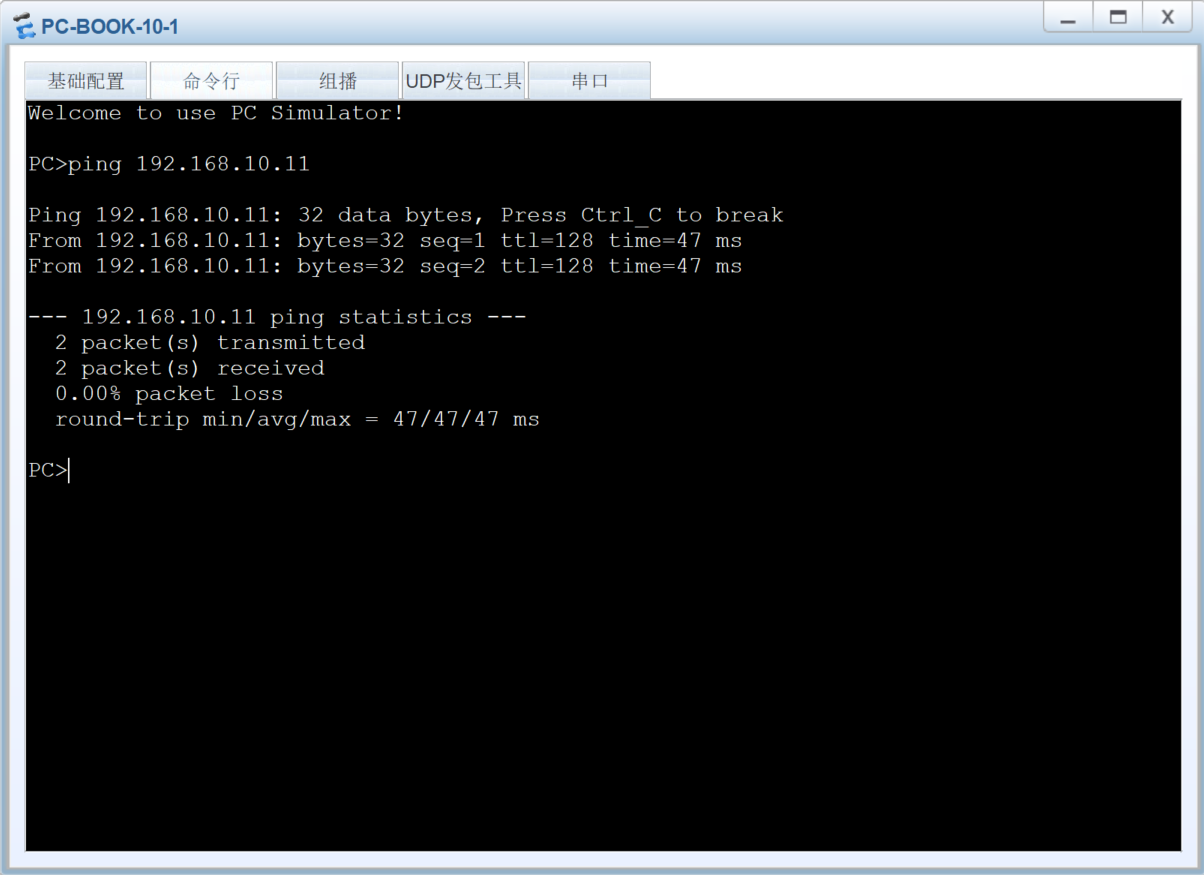 PC-BOOK-10-1
基础配置 命令行 组播 UDP发包工具 串口
Welcome to use PC Simulator!
PC>ping 192.168.10.11
Ping 192.168.10.11: 32 data bytes, Press Ctrl_C to break
From 192.168.10.11: bytes=32 seq=1 ttl=128 time=47 ms
From 192.168.10.11: bytes=32 seq=2 ttl=128 time=47 ms
--- 192.168.10.11 ping statistics ---
2 packet(s) transmitted
2 packet(s) received
0.00% packet loss
round-trip min/avg/max = 47/47/47 ms
PC>